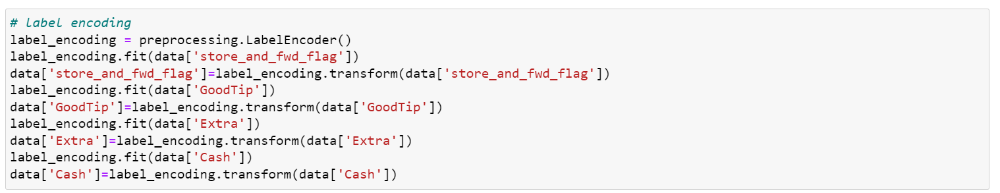 # label encoding
label_encoding = preprocessing.LabelEncoder()
label_encoding.fit(data['store_and_fwd_flag'])
data['store_and_fwd_flag']=label_encoding.transform(data['store_and_fwd_flag'])
label_encoding.fit(data['GoodTip'])
data['GoodTip']=label_encoding.transform(data['GoodTip'])
label_encoding.fit(data['Extra'])
data['Extra']=label_encoding.transform(data['Extra'])
label_encoding.fit(data['Cash'])
data['Cash']=label_encoding.transform(data['Cash'])